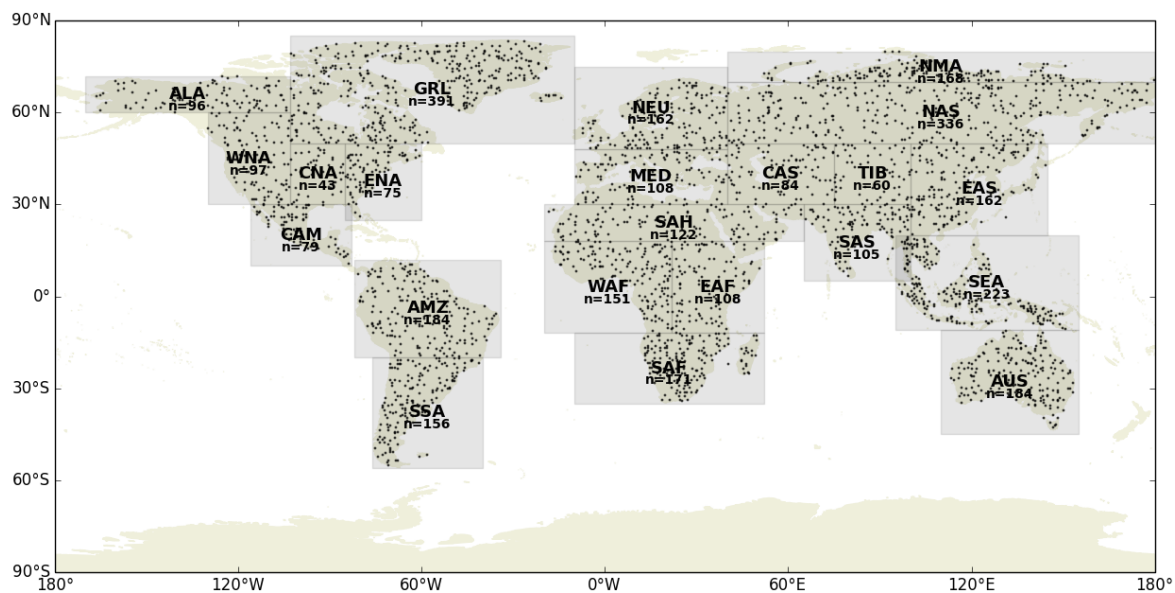 90°N
NMA
n=168
ALA
n=96
GRL
n=391
60°N
NEU
n=162
NAS
n=336
WNA
n=97
CNA
n=43
ENA
n=75
MED
n=108
CAS
n=84
TIB
n=60
EAS
n=162
30°N
CAM
n=79
SAH
n=122
SAS
n=105
0°
AMZ
n=184
WAF
n=151
EAF
n=108
SEA
n=223
30°S
SAF
n=171
AUS
n=184
SSA
n=156
60°S
90°S
180°
120°W
60°W
0°W
60°E
120°E
180°